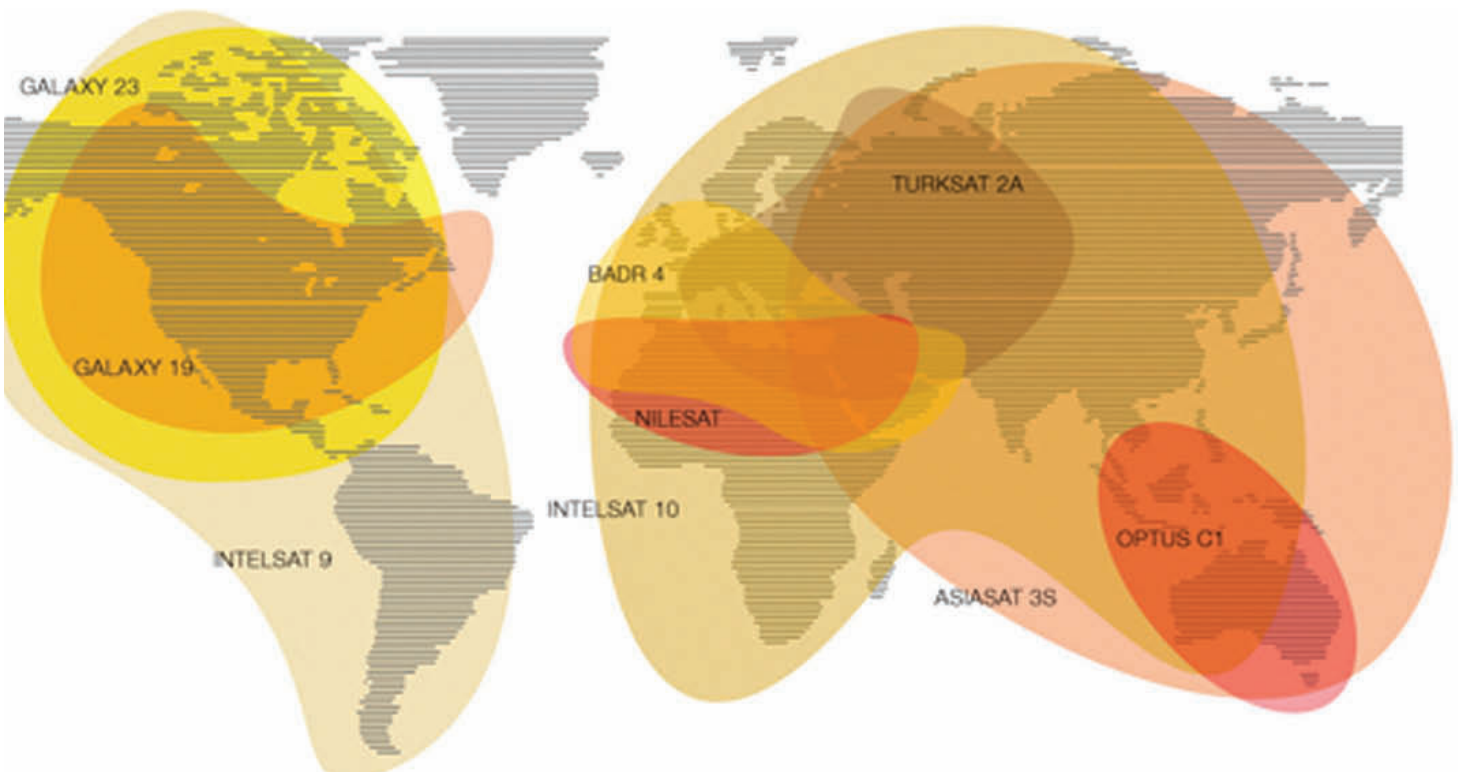 GALAXY 23
TURKSAT 2A
BADR 4
GALAXY 19
NILESAT
INTELSAT 10
OPTUS C1
INTELSAT 9
ASIASAT 3S